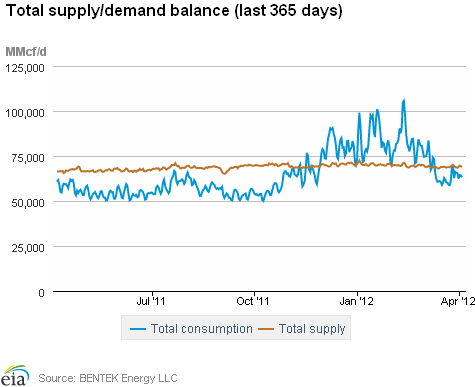 Total supply/demand balance (last 365 days)
MMcf/d
125,000
100,000
75,000
50,000
25,000
0
Jul '11
Oct '11
Jan '12
Apr '12
Total consumption
Total supply
eia
Source: BENTEK Energy LLC